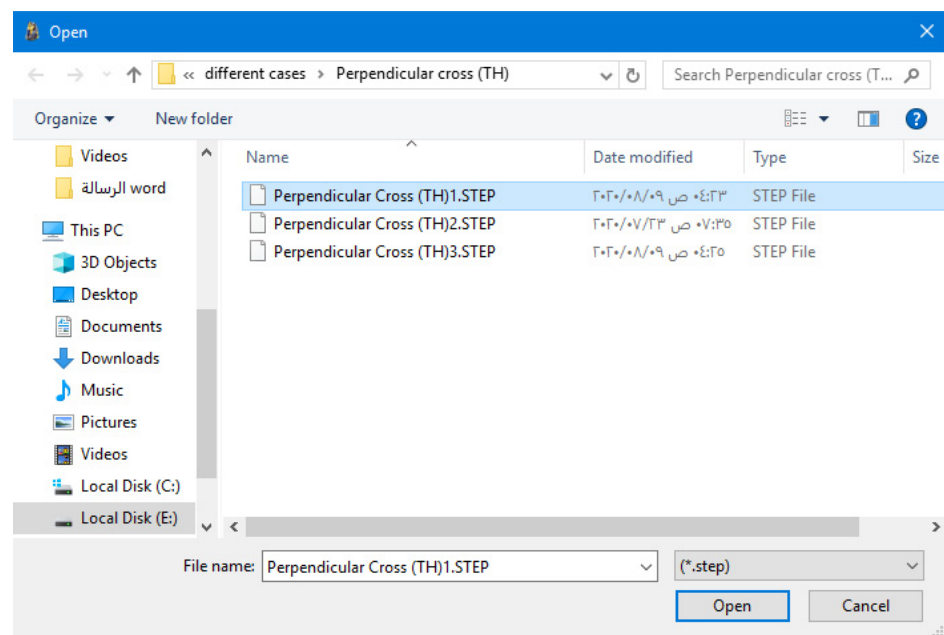 Open
« different cases › Perpendicular cross (TH)
Search Perpendicular cross (T...
Organize
New folder
Name Date modified Type Size
Perpendicular Cross (TH)1.STEP ٠٤:٢٣ ص ٢٠٢٠/٠٨/٠٩ STEP File
Perpendicular Cross (TH)2.STEP ٠٧:٣٥ ص ٢٠٢٠/٠٧/٢٣ STEP File
Perpendicular Cross (TH)3.STEP ٠٤:٢٥ ص ٢٠٢٠/٠٨/٠٩ STEP File
Videos
الرسالة word
This PC
3D Objects
Desktop
Documents
Downloads
Music
Pictures
Videos
Local Disk (C:)
Local Disk (E:)
File name: Perpendicular Cross (TH)1.STEP
(*.step)
Open
Cancel